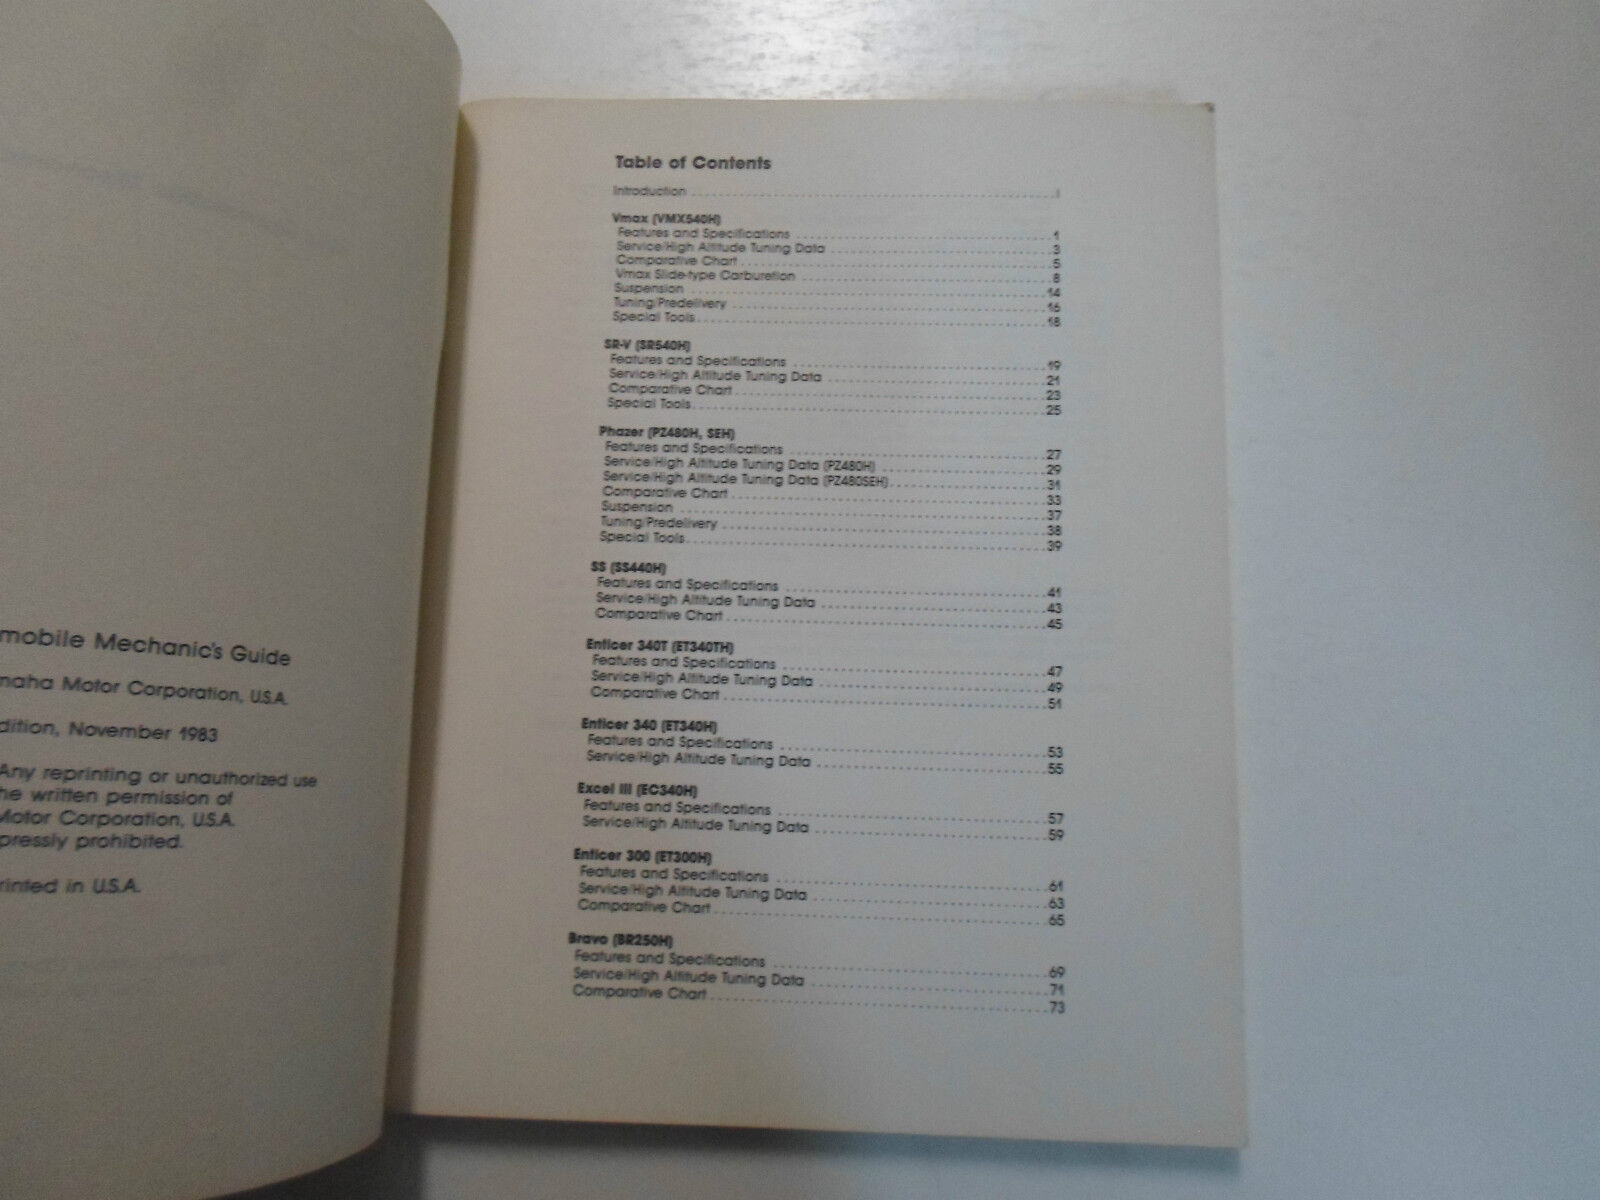 mobile Mechanic's Guide
maha Motor Corporation, U.S.A.
dition, November 1983
Any reprinting or unauthorized use
he written permission of
Motor Corporation, U.S.A.
pressly prohibited.
rinted in U.S.A.
Table of Contents
Introduction i
Vmax (VMX540H)
Features and Specifications 1
Service/High Altitude Tuning Data 3
Comparative Chart 5
Vmax Slide-type Carburetion 8
Suspension 14
Tuning/Predelivery 16
Special Tools 18
SR-V (SR540H)
Features and Specifications 19
Service/High Altitude Tuning Data 21
Comparative Chart 23
Special Tools 25
Phazer (PZ480H, SEH)
Features and Specifications 27
Service/High Altitude Tuning Data (PZ480H) 29
Service/High Altitude Tuning Data (PZ480SEH) 31
Comparative Chart 33
Suspension 37
Tuning/Predelivery 38
Special Tools 39
SS (SS440H)
Features and Specifications 41
Service/High Altitude Tuning Data 43
Comparative Chart 45
Enticer 340T (ET340TH)
Features and Specifications 47
Service/High Altitude Tuning Data 49
Comparative Chart 51
Enticer 340 (ET340H)
Features and Specifications 53
Service/High Altitude Tuning Data 55
Excel III (EC340H)
Features and Specifications 57
Service/High Altitude Tuning Data 59
Enticer 300 (ET300H)
Features and Specifications 61
Service/High Altitude Tuning Data 63
Comparative Chart 65
Bravo (BR250H)
Features and Specifications 69
Service/High Altitude Tuning Data 71
Comparative Chart 73